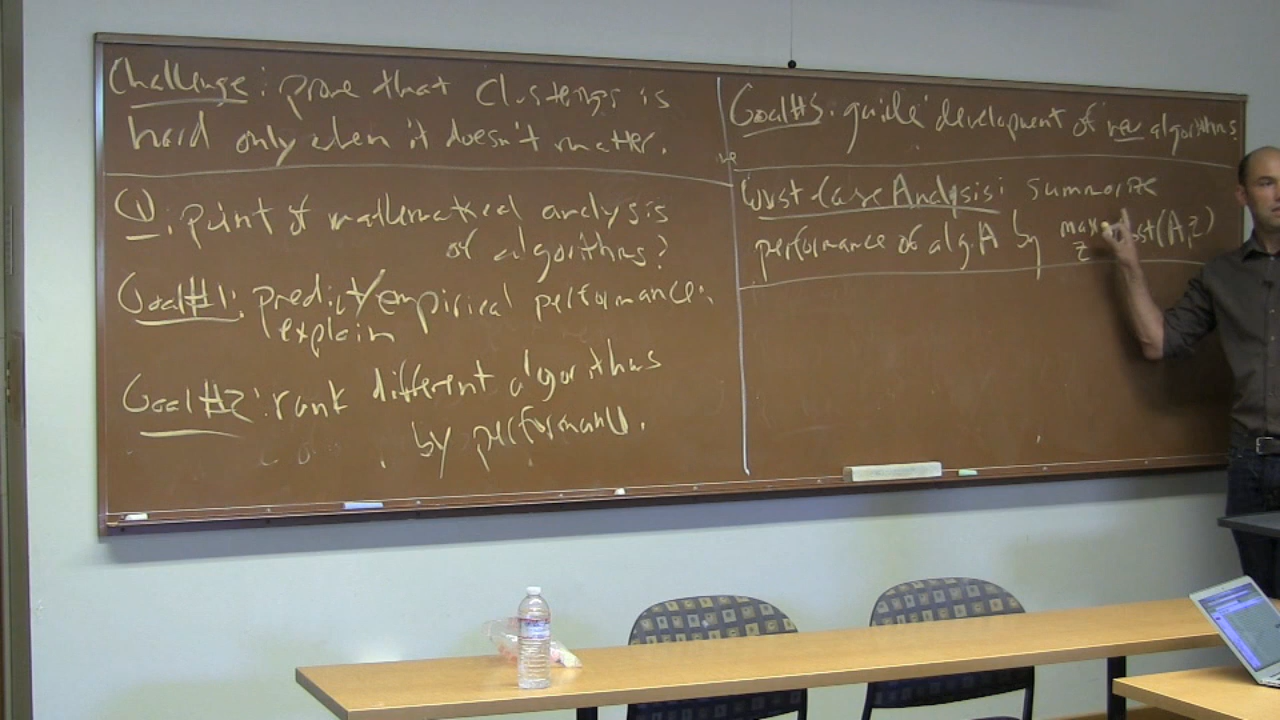 Challenge: prove that clusterings is
hard only when it doesn't matter.
Q: point of mathematical analysis
of algorithms?
Goal #1: predict/empirical performance.
explain
Goal #2: rank different algorithms
by performance.
Goal #3: guide development of new algorithms.
Worst Case Analysis: summarize
performance of alg. A by max cost(A,z)
z